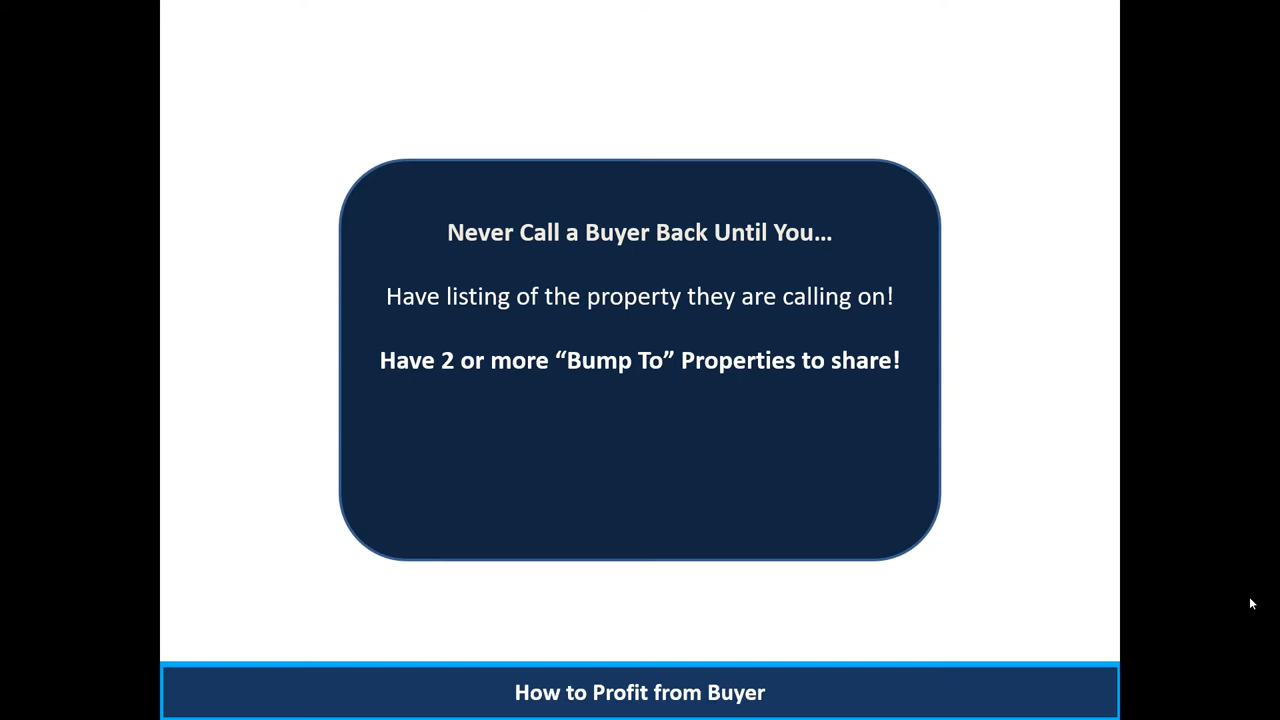 Never Call a Buyer Back Until You…
Have listing of the property they are calling on!
Have 2 or more “Bump To” Properties to share!
How to Profit from Buyer